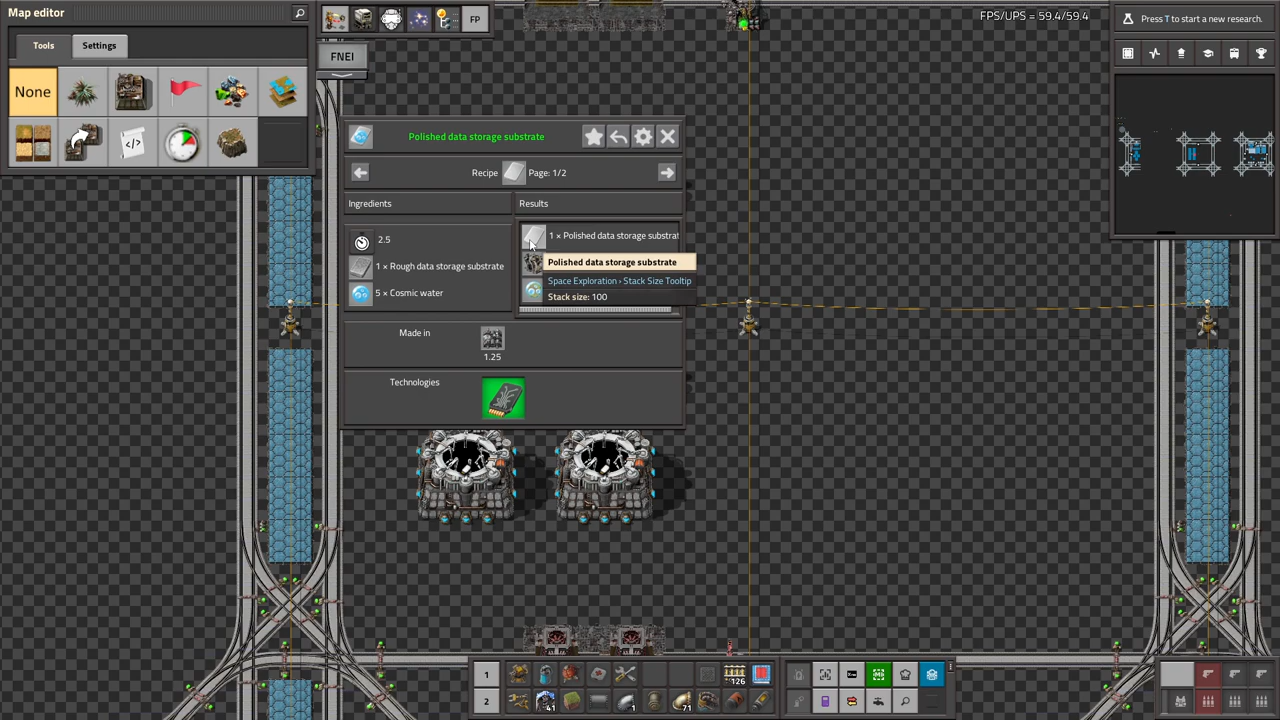 Map editor
Tools
Settings
None
FP
FNEI
FPS/UPS = 59.4/59.4
Press T to start a new research.
Polished data storage substrate
Recipe
Page: 1/2
Ingredients
Results
2.5
1 × Rough data storage substrate
5 × Cosmic water
1 × Polished data storage substrat
Polished data storage substrate
Space Exploration › Stack Size Tooltip
Stack size: 100
Made in
1.25
Technologies
1
126
2
41
1
71